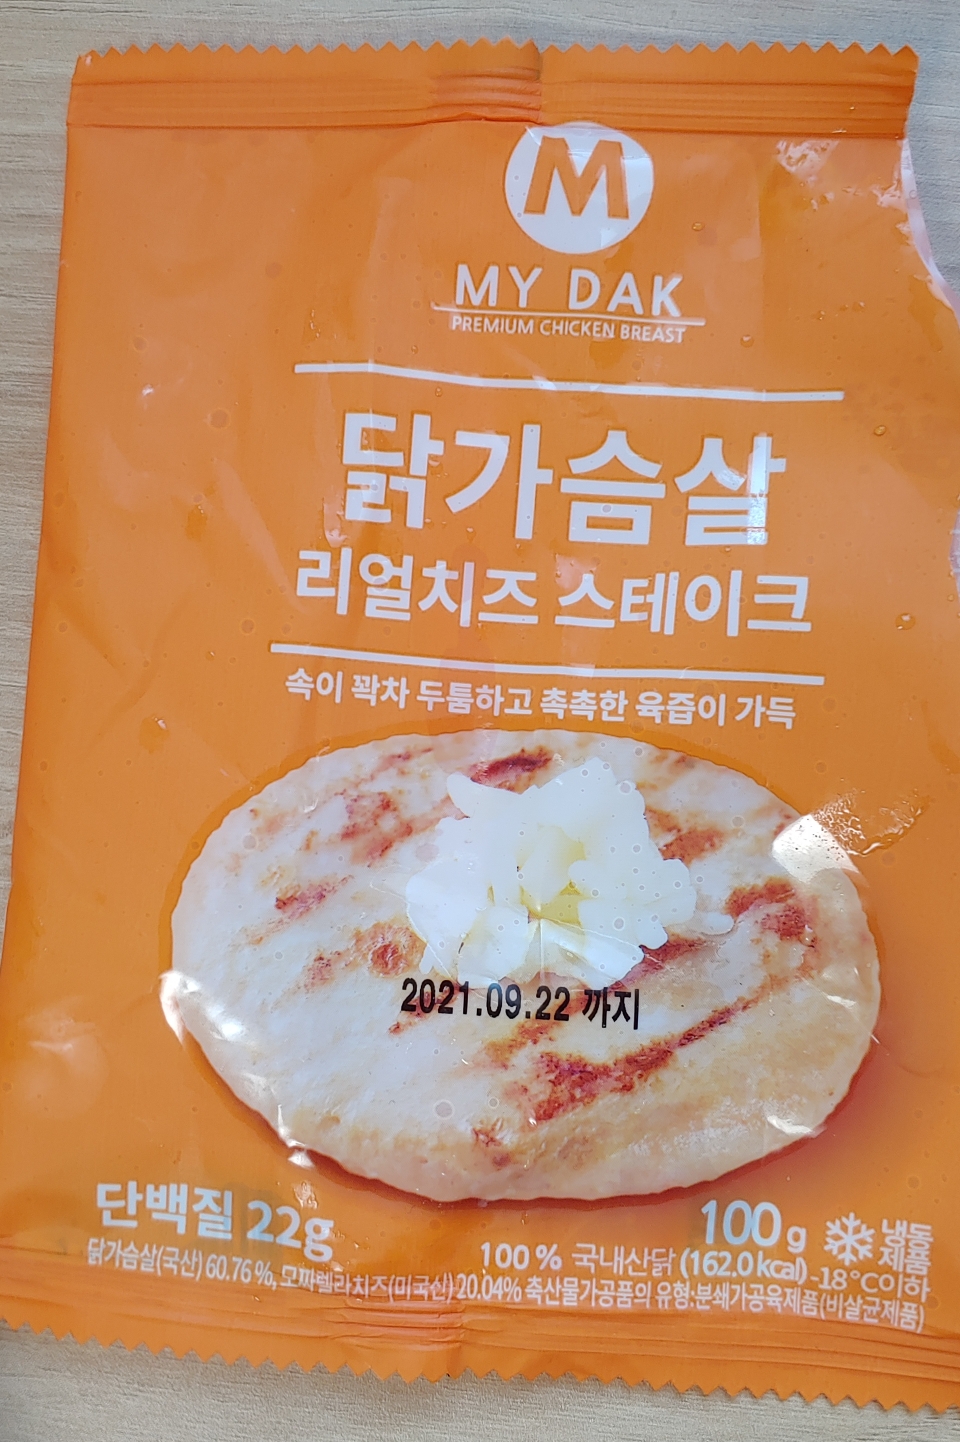 M
MY DAK
PREMIUM CHICKEN BREAST
닭가슴살
리얼치즈 스테이크
속이 꽉차 두툼하고 촉촉한 육즙이 가득
2021.09.22 까지
단백질 22g
100 g
냉동
제품
100 % 국내산닭 (162.0 kcal) -18°C이하
닭가슴살(국산) 60.76 %, 모짜렐라치즈(미국산) 20.04% 축산물가공품의 유형:분쇄가공육제품(비살균제품)